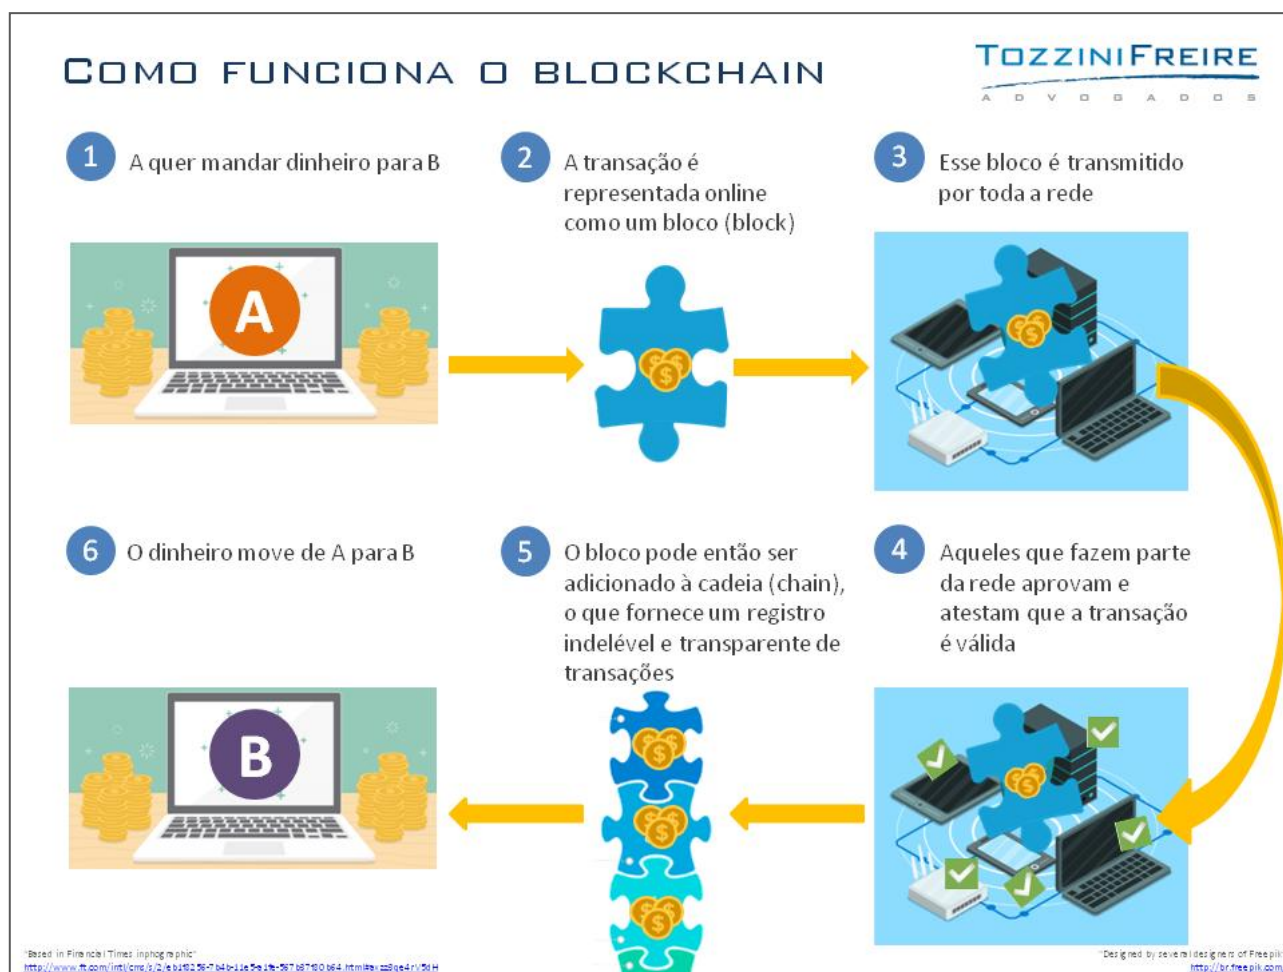 COMO FUNCIONA O BLOCKCHAIN
TOZZINIFREIRE
ADVOGADOS
1 A quer mandar dinheiro para B
2 A transação é
representada online
como um bloco (block)
3 Esse bloco é transmitido
por toda a rede
A
6 O dinheiro move de A para B
5 O bloco pode então ser
adicionado à cadeia (chain),
o que fornece um registro
indelével e transparente de
transações
4 Aqueles que fazem parte
da rede aprovam e
atestam que a transação
é válida
B
"Based in Financial Times inphographic"
"Designed by several designers of Freepik
http://br.freepik.com